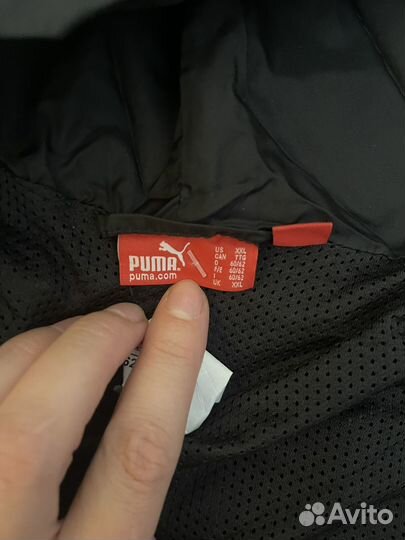 PUMA
puma.com
US XXL
CAN TTG
D 60/62
F/E 60/62
I 60/62
UK XXL
Avito